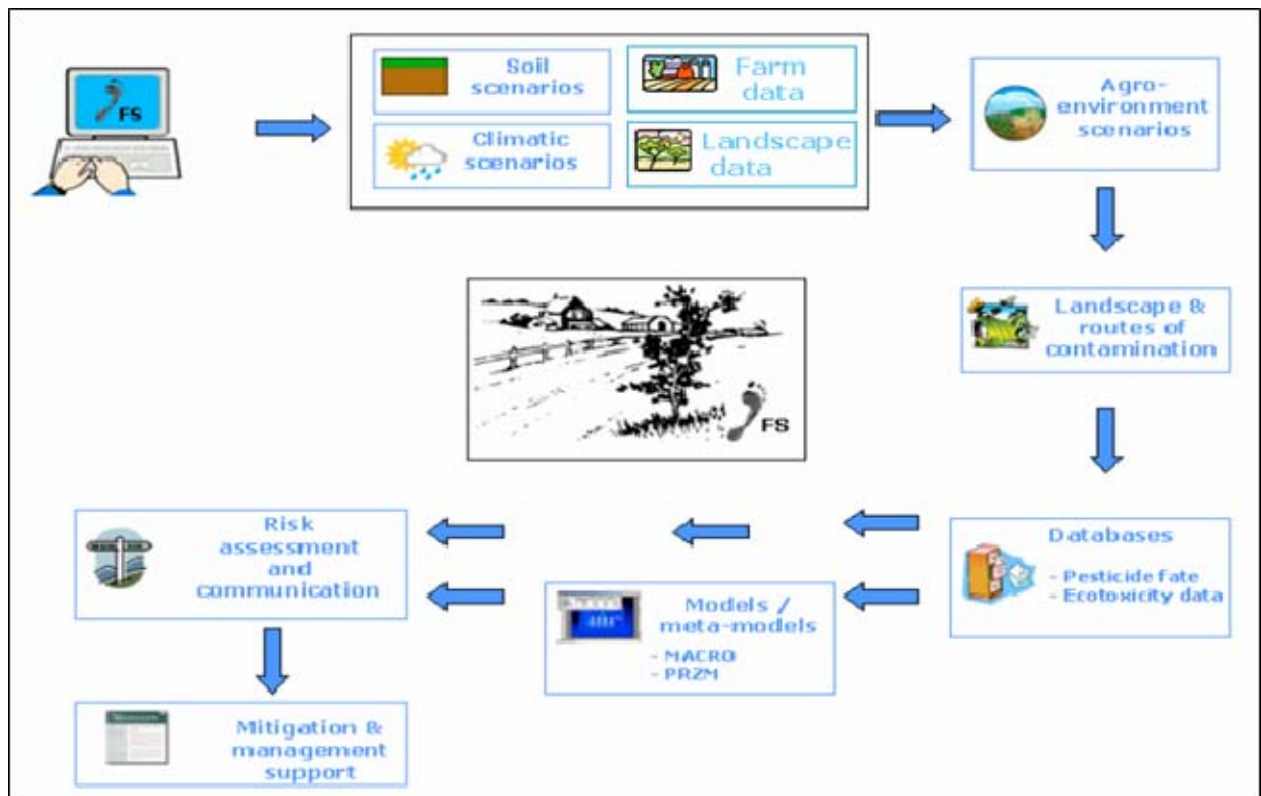 FS
Soil
scenarios
Farm
data
Climatic
scenarios
Landscape
data
Agro-
environment
scenarios
Landscape &
routes of
contamination
FS
Databases
- Pesticide fate
- Ecotoxicity data
Models /
meta-models
- MACRO
- PRZM
Risk
assessment
and
communication
Mitigation &
management
support